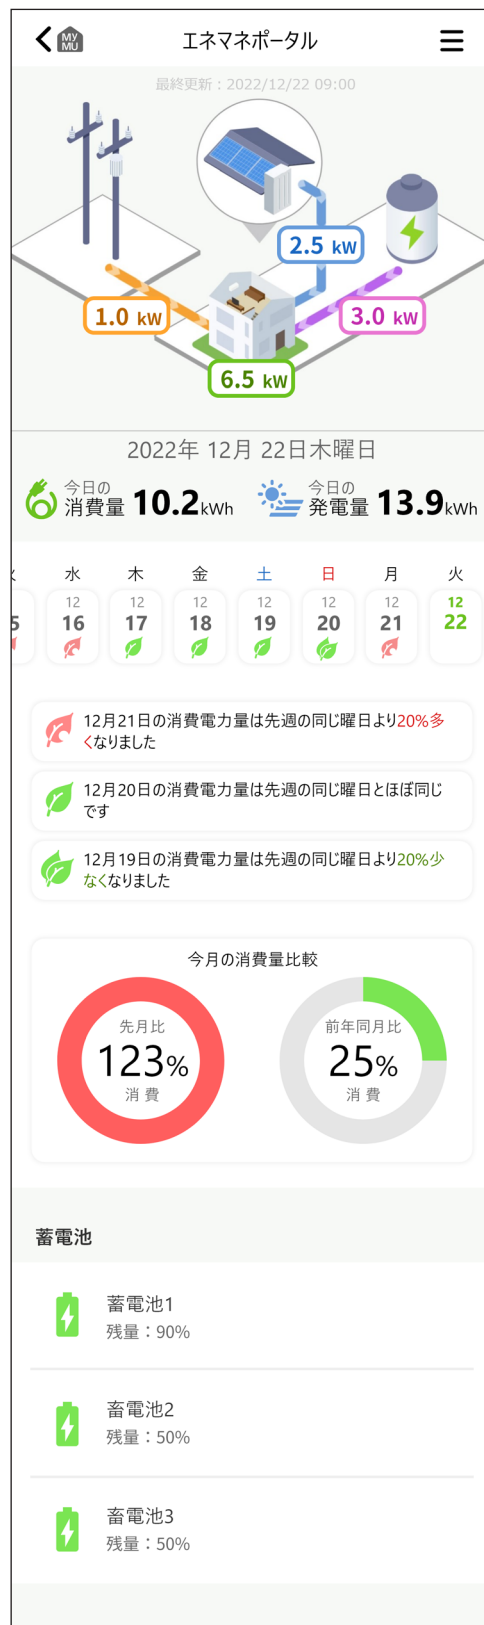 My
MU
エネマネポータル
最終更新：2022/12/22 09:00
2.5 kW
1.0 kW
3.0 kW
6.5 kW
2022年 12月 22日木曜日
今日の
消費量 10.2kWh
今日の
発電量 13.9kWh
水 木 金 土 日 月 火
12 12 12 12 12 12 12
5 16 17 18 19 20 21 22
12月21日の消費電力量は先週の同じ曜日より20%多
くなりました
12月20日の消費電力量は先週の同じ曜日とほぼ同じ
です
12月19日の消費電力量は先週の同じ曜日より20%少
なくなりました
今月の消費量比較
先月比
123%
消費
前年同月比
25%
消費
蓄電池
蓄電池1
残量：90%
畜電池2
残量：50%
畜電池3
残量：50%